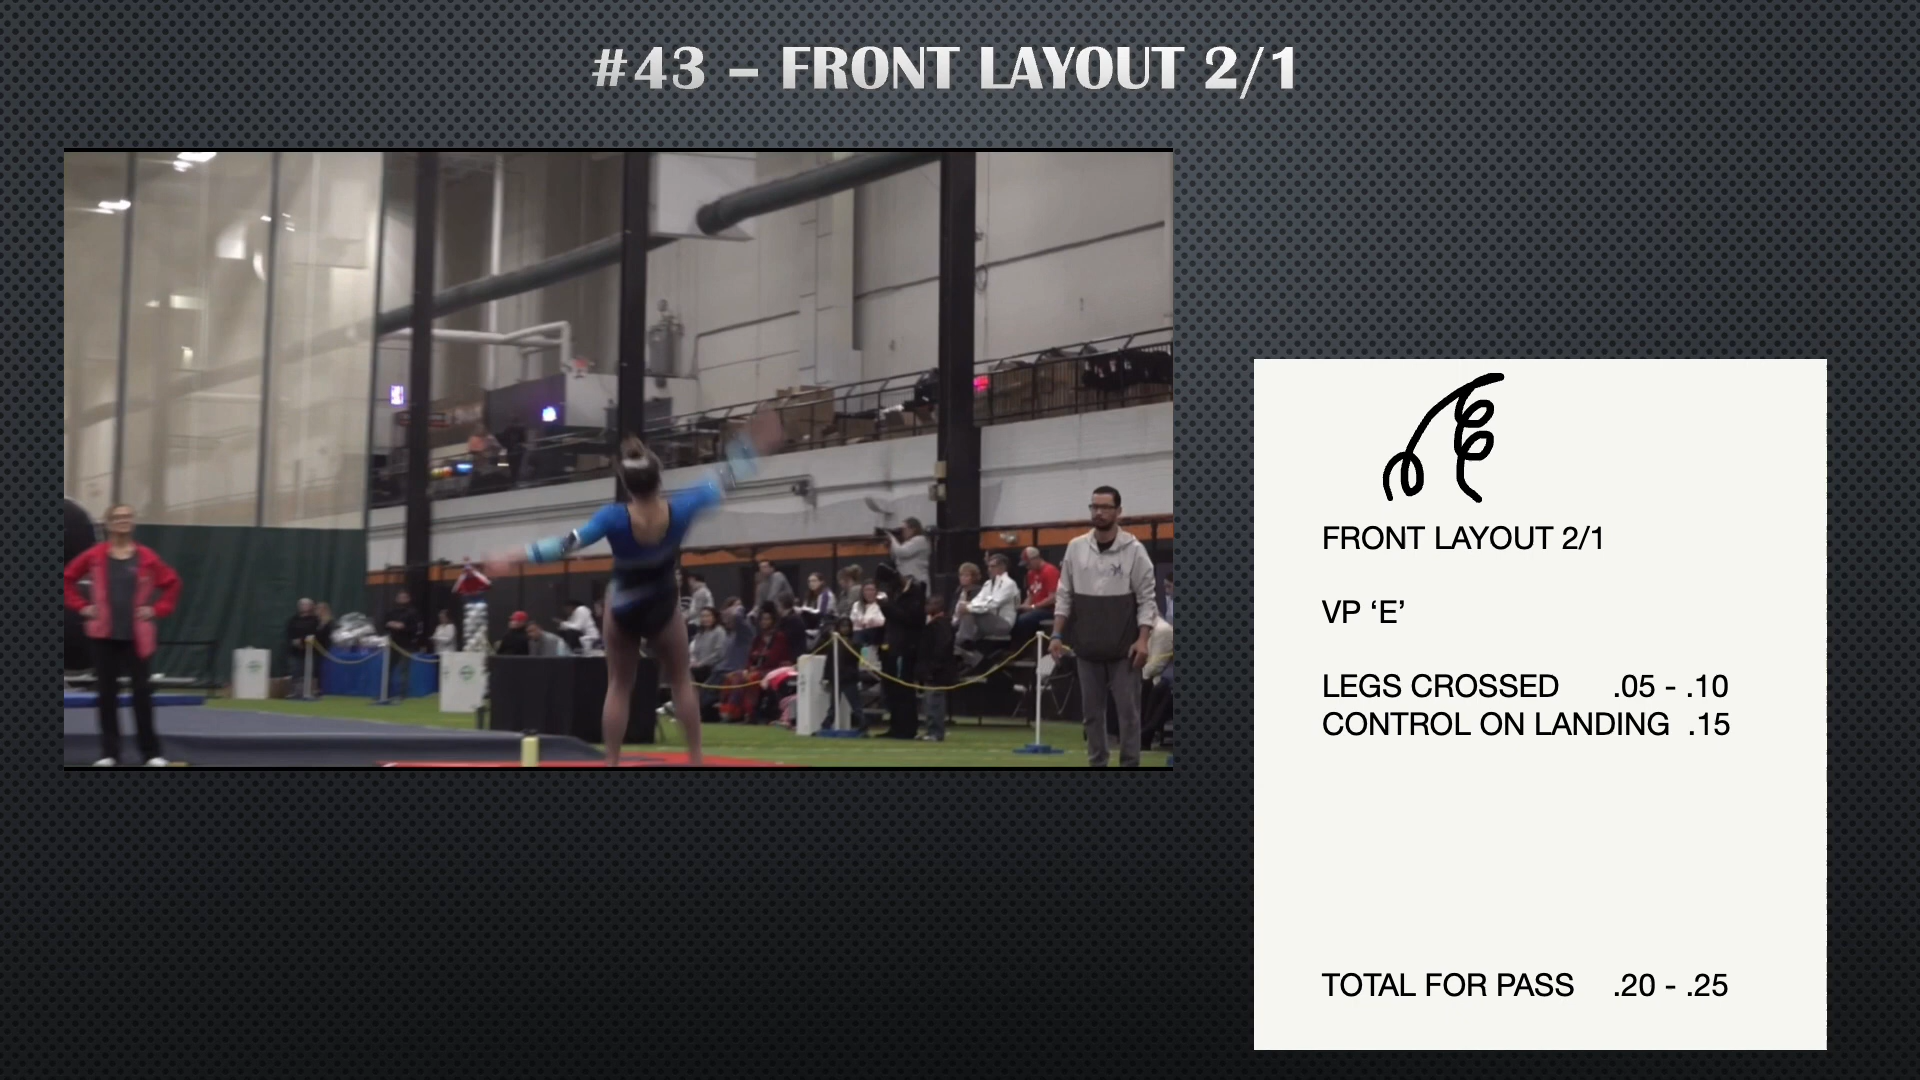 #43 – FRONT LAYOUT 2/1
FRONT LAYOUT 2/1
VP ‘E’
LEGS CROSSED .05 - .10
CONTROL ON LANDING .15
TOTAL FOR PASS .20 - .25